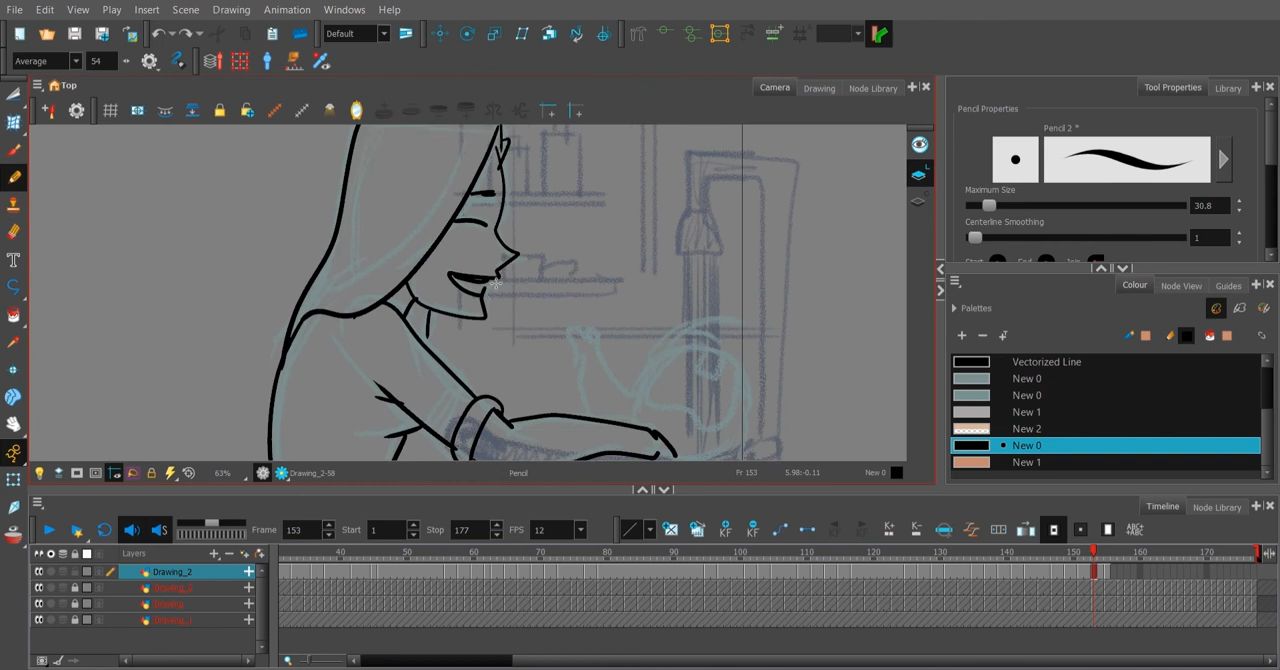 File Edit View Play Insert Scene Drawing Animation Windows Help
Default
Average 54
Top Camera Drawing Node Library Tool Properties Library
Pencil Properties
Pencil 2 *
Maximum Size
30.8
Centerline Smoothing
1
Colour Node View Guides
Palettes
Vectorized Line
New 0
New 0
New 1
New 2
New 0
New 1
63% Drawing_2-58 Pencil Fr 153 5.98:-0.11 New 0
Timeline Node Library
Frame 153 Start 1 Stop 177 FPS 12
Layers 40 50 60 70 80 90 100 110 120 130 140 150 160 170
Drawing_2
Drawing
Drawing_1